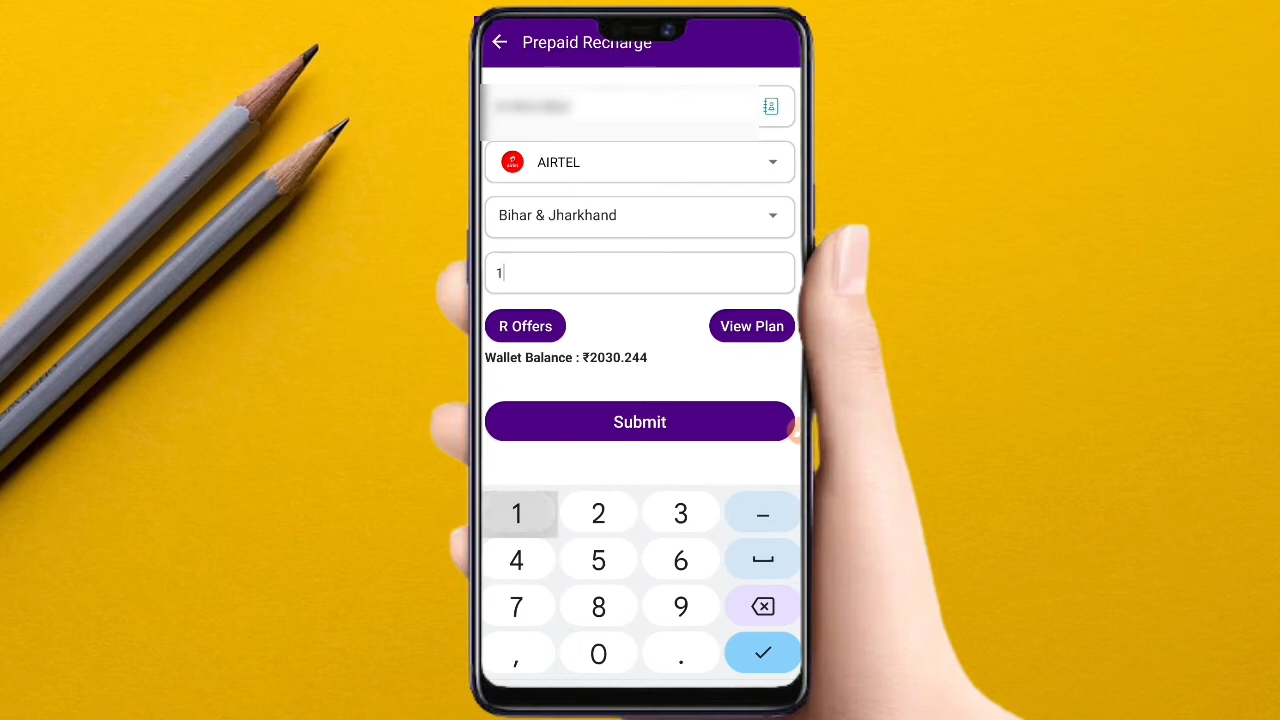 Prepaid Recharge
airtel
AIRTEL
Bihar & Jharkhand
1
R Offers
View Plan
Wallet Balance : ₹2030.244
Submit
1 2 3 –
4 5 6
7 8 9
, 0 .